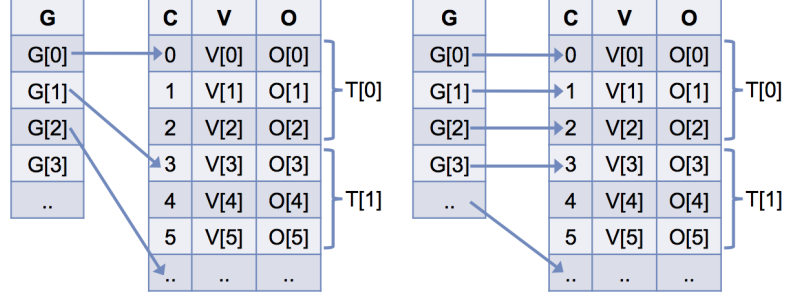 G C V O G C V O
G[0] 0 V[0] O[0] G[0] 0 V[0] O[0]
G[1] 1 V[1] O[1] T[0] G[1] 1 V[1] O[1] T[0]
G[2] 2 V[2] O[2] G[2] 2 V[2] O[2]
G[3] 3 V[3] O[3] G[3] 3 V[3] O[3]
.. 4 V[4] O[4] T[1] .. 4 V[4] O[4] T[1]
5 V[5] O[5] 5 V[5] O[5]
.. .. .. .. .. ..